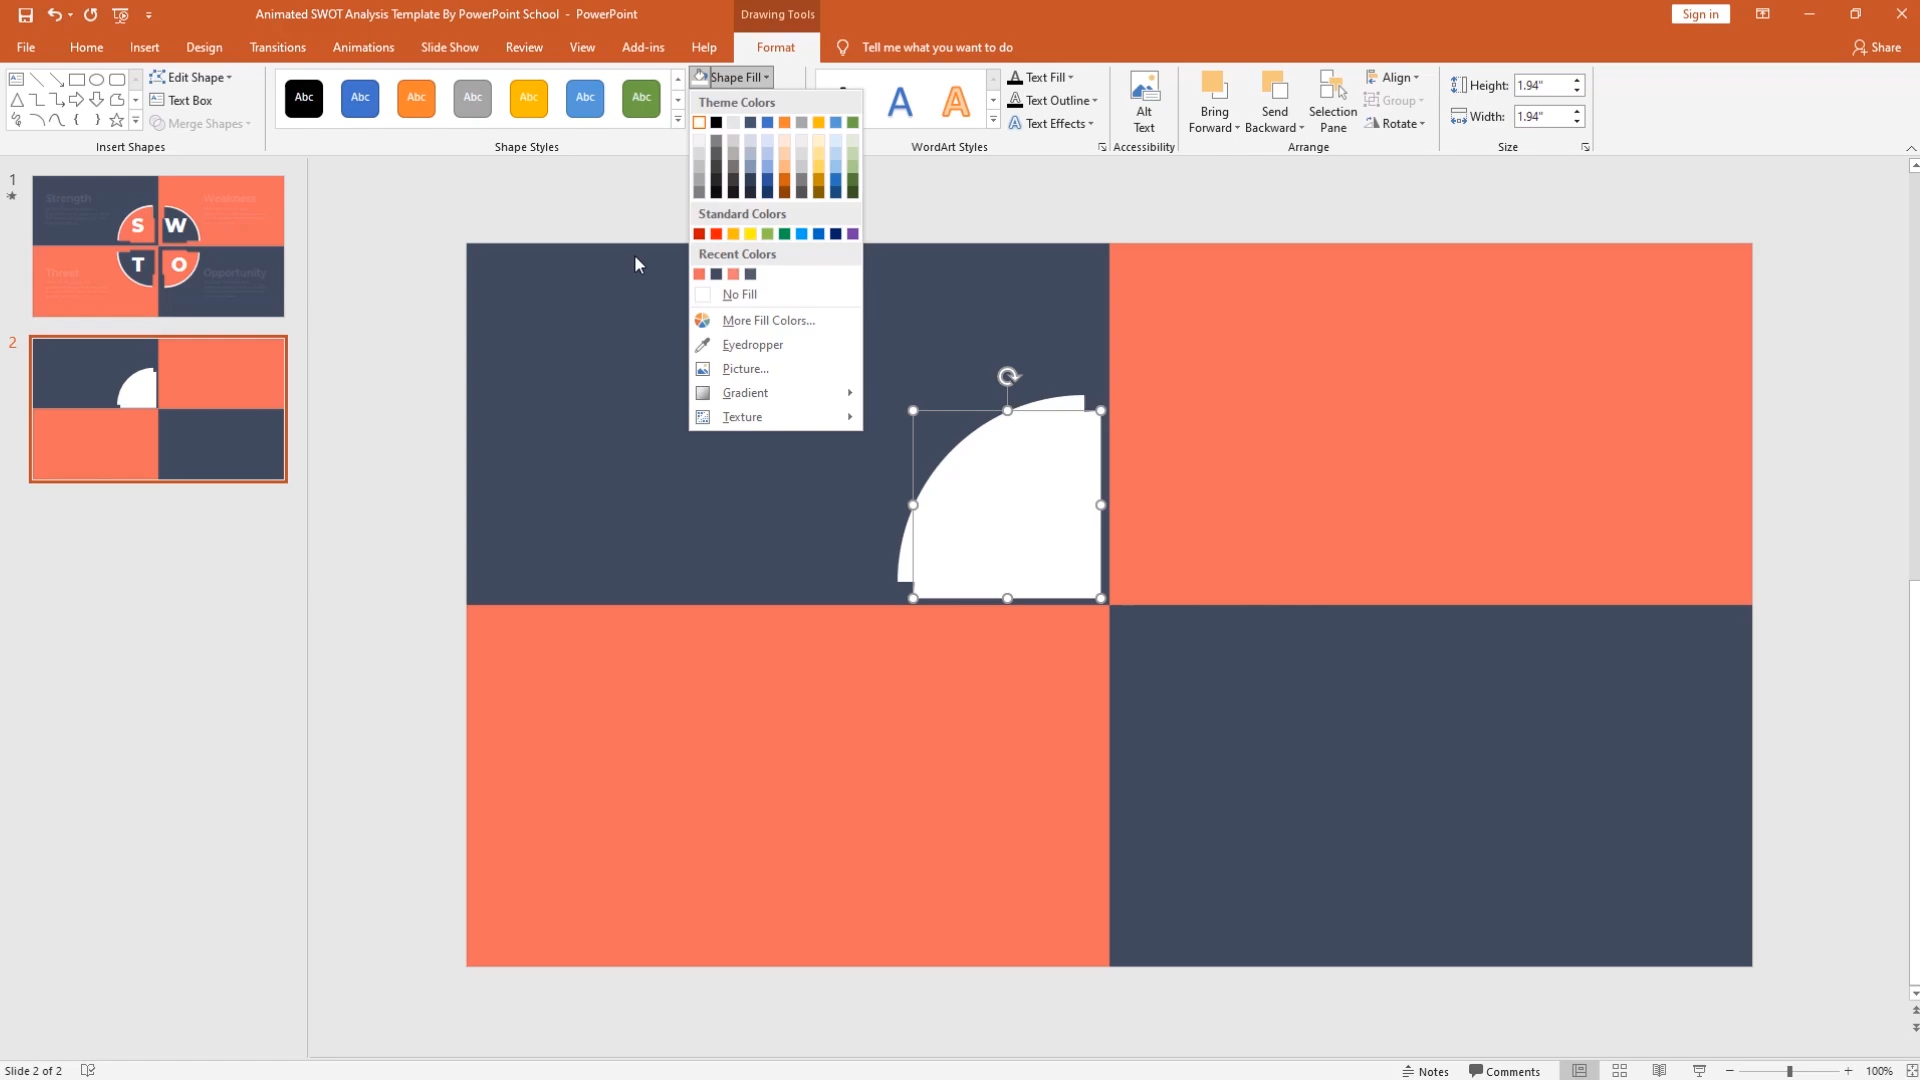 Animated SWOT Analysis Template By PowerPoint School - PowerPoint
Drawing Tools
Sign in
File
Home
Insert
Design
Transitions
Animations
Slide Show
Review
View
Add-ins
Help
Format
Tell me what you want to do
Share
Edit Shape
Text Box
Merge Shapes
Insert Shapes
Abc
Abc
Abc
Abc
Abc
Abc
Abc
Shape Styles
Shape Fill
Theme Colors
Standard Colors
Recent Colors
No Fill
More Fill Colors...
Eyedropper
Picture...
Gradient
Texture
A
A
Text Fill
Text Outline
Text Effects
WordArt Styles
Alt
Text
Accessibility
Bring
Forward
Send
Backward
Selection
Pane
Align
Group
Rotate
Arrange
Height:
1.94"
Width:
1.94"
Size
1
Strength
Weakness
S
W
T
O
Threat
Opportunity
2
Slide 2 of 2
Notes
Comments
100%